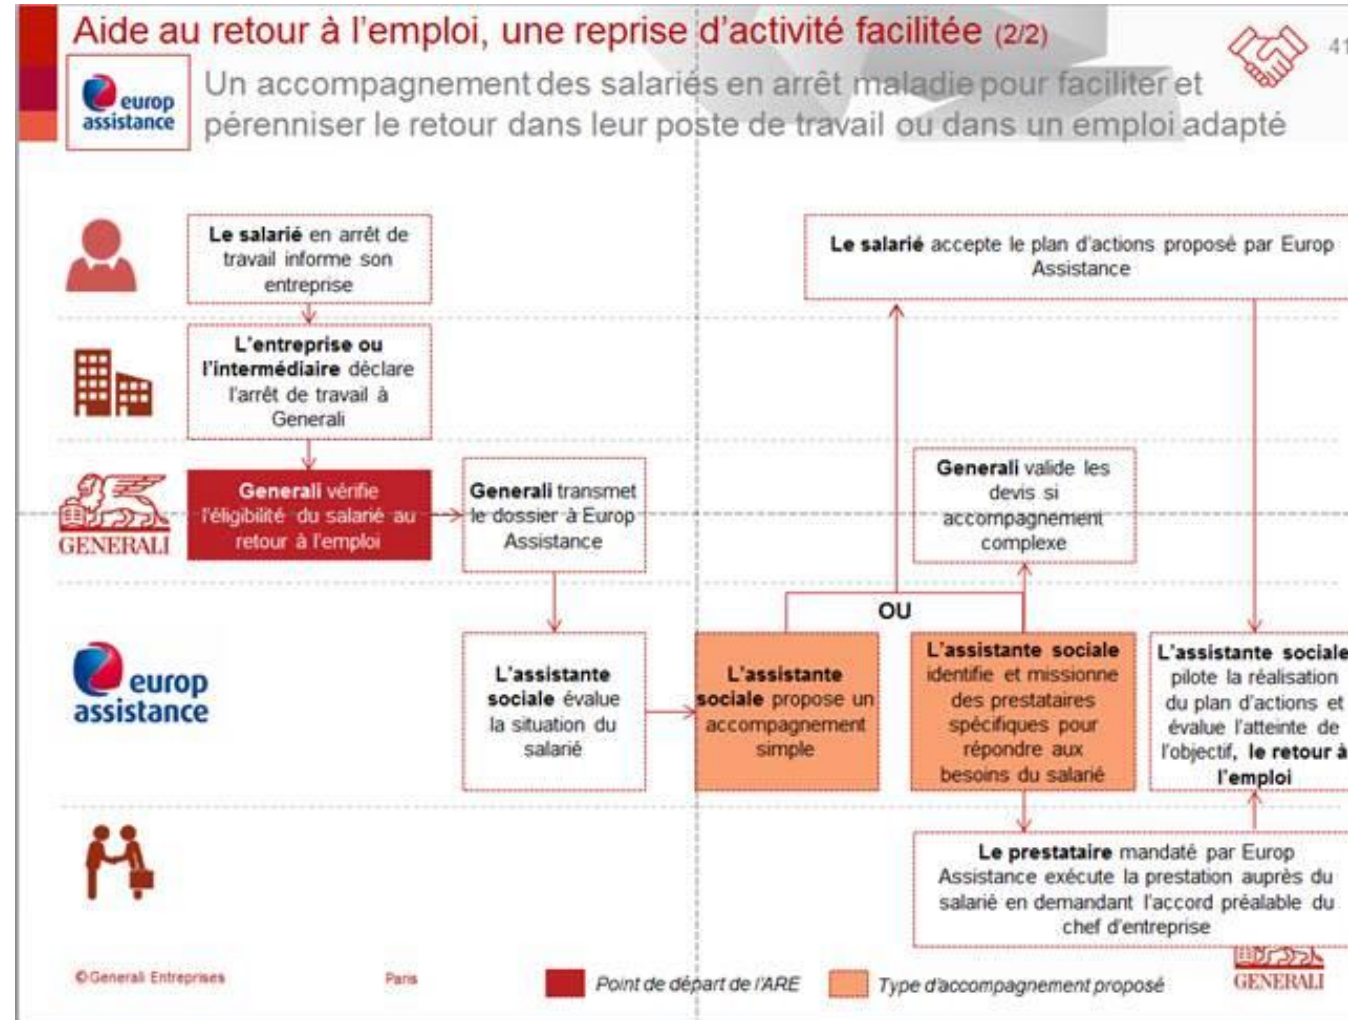 Aide au retour à l'emploi, une reprise d'activité facilitée (2/2)
41
europ
assistance
Un accompagnement des salariés en arrêt maladie pour faciliter et
pérenniser le retour dans leur poste de travail ou dans un emploi adapté
Le salarié en arrêt de
travail informe son
entreprise
Le salarié accepte le plan d'actions proposé par Europ
Assistance
L'entreprise ou
l'intermédiaire déclare
l'arrêt de travail à
Generali
GENERALI
Generali vérifie
l'éligibilité du salarié au
retour à l'emploi
Generali transmet
le dossier à Europ
Assistance
Generali valide les
devis si
accompagnement
complexe
OU
europ
assistance
L'assistante
sociale évalue
la situation du
salarié
L'assistante
sociale propose un
accompagnement
simple
L'assistante sociale
identifie et missionne
des prestataires
spécifiques pour
répondre aux
besoins du salarié
L'assistante sociale
pilote la réalisation
du plan d'actions et
évalue l'atteinte de
l'objectif, le retour à
l'emploi
Le prestataire mandaté par Europ
Assistance exécute la prestation auprès du
salarié en demandant l'accord préalable du
chef d'entreprise
©Generali Entreprises
Paris
Point de départ de l'ARE
Type d'accompagnement proposé
GENERALI